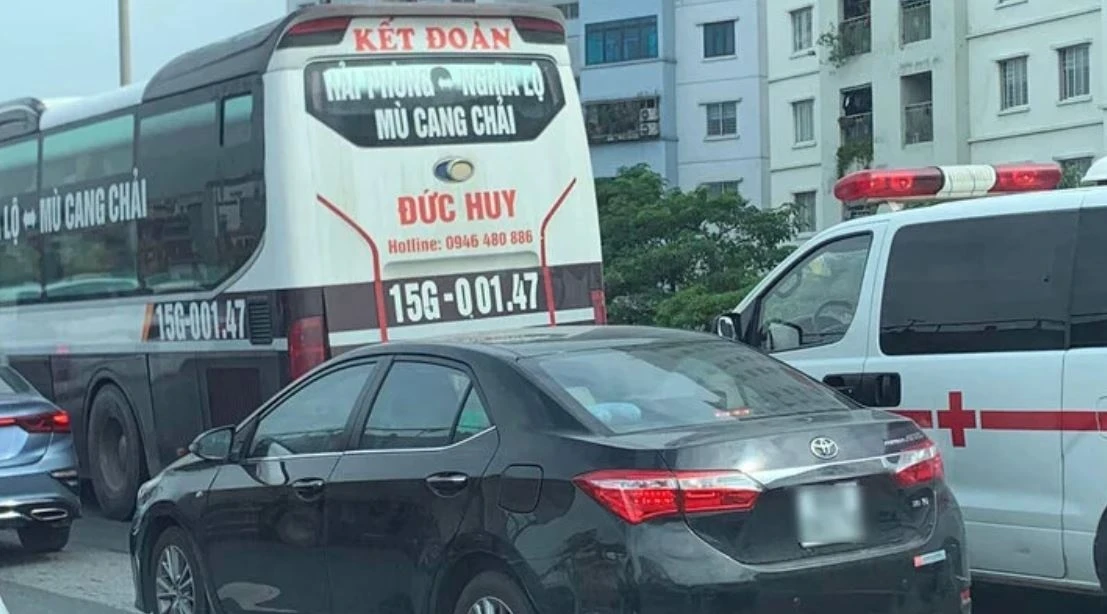 KẾT ĐOÀN
HẢI PHÒNG ⇔ NGHĨA LỘ
MÙ CANG CHẢI
ĐỨC HUY
Hotline: 0946 480 886
15G-001.47
LỘ ⇔ MÙ CANG CHẢI
15G-001.47